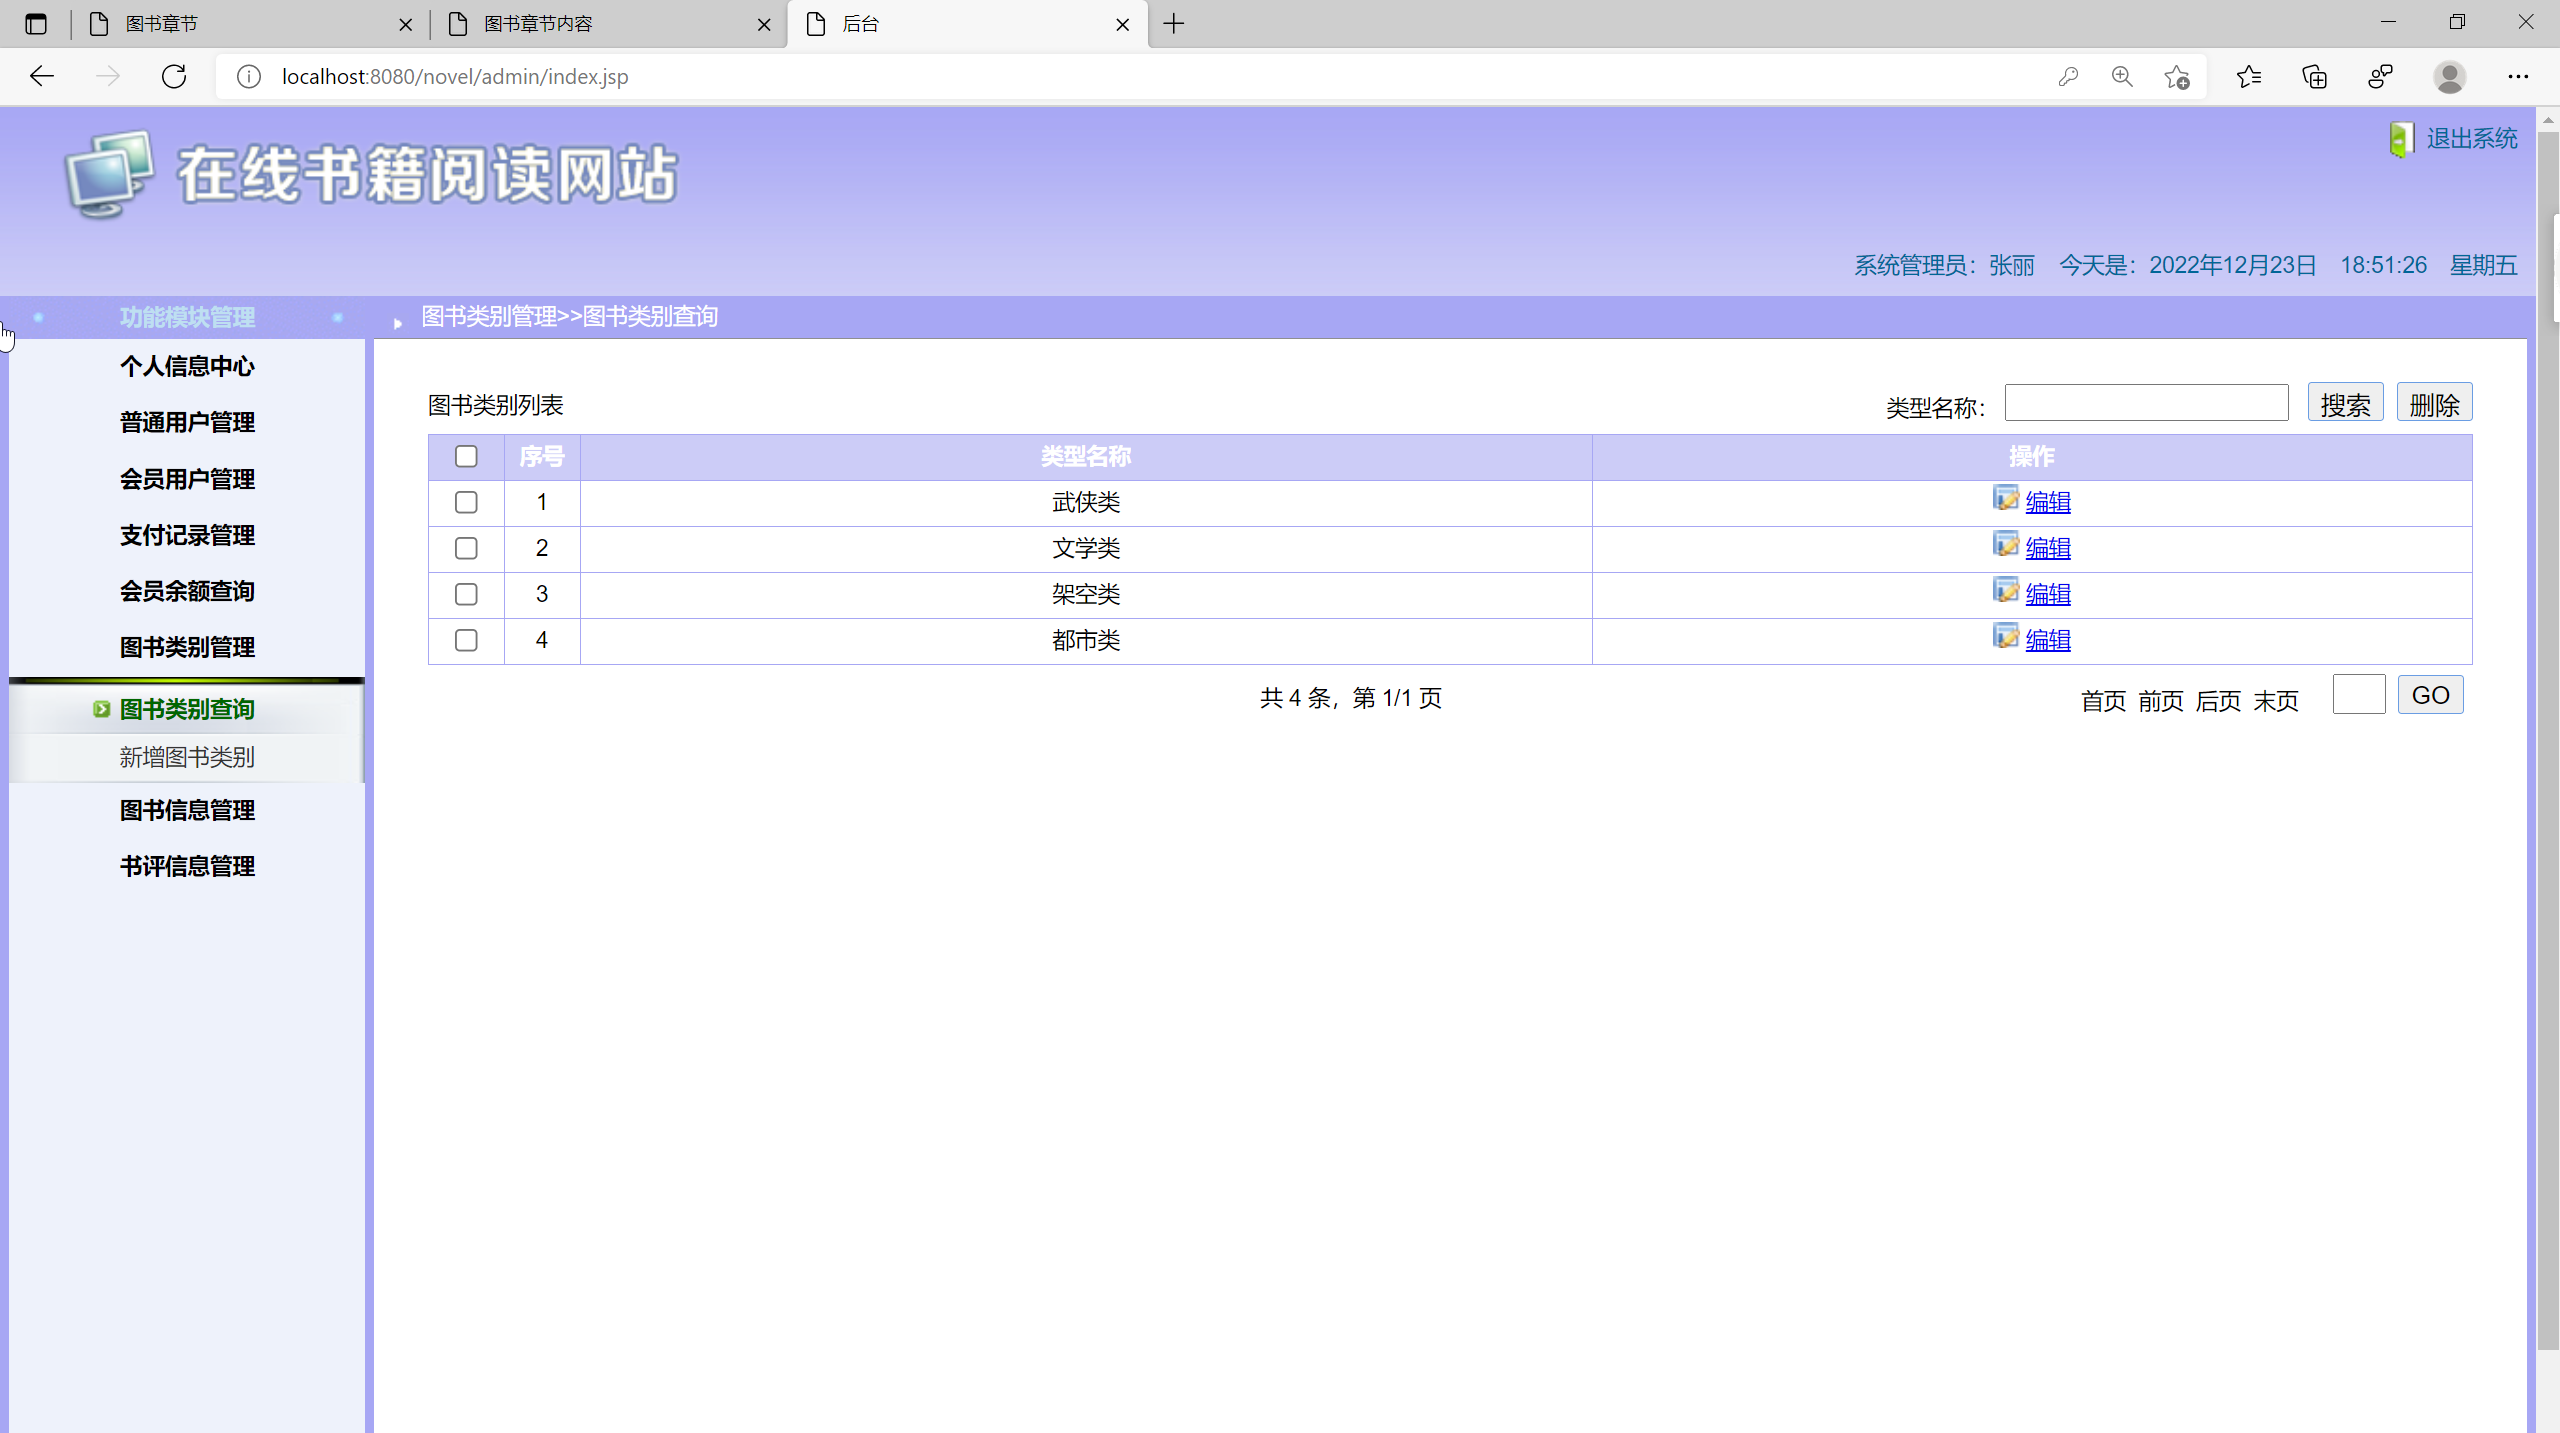 图书章节
图书章节内容
后台
localhost:8080/novel/admin/index.jsp
在线书籍阅读网站
退出系统
系统管理员：张丽 今天是：2022年12月23日 18:51:26 星期五
功能模块管理
图书类别管理>>图书类别查询
个人信息中心
普通用户管理
会员用户管理
支付记录管理
会员余额查询
图书类别管理
图书类别查询
新增图书类别
图书信息管理
书评信息管理
图书类别列表
类型名称： 搜索 删除
序号 类型名称 操作
1 武侠类 编辑
2 文学类 编辑
3 架空类 编辑
4 都市类 编辑
共 4 条，第 1/1 页
首页 前页 后页 末页 GO